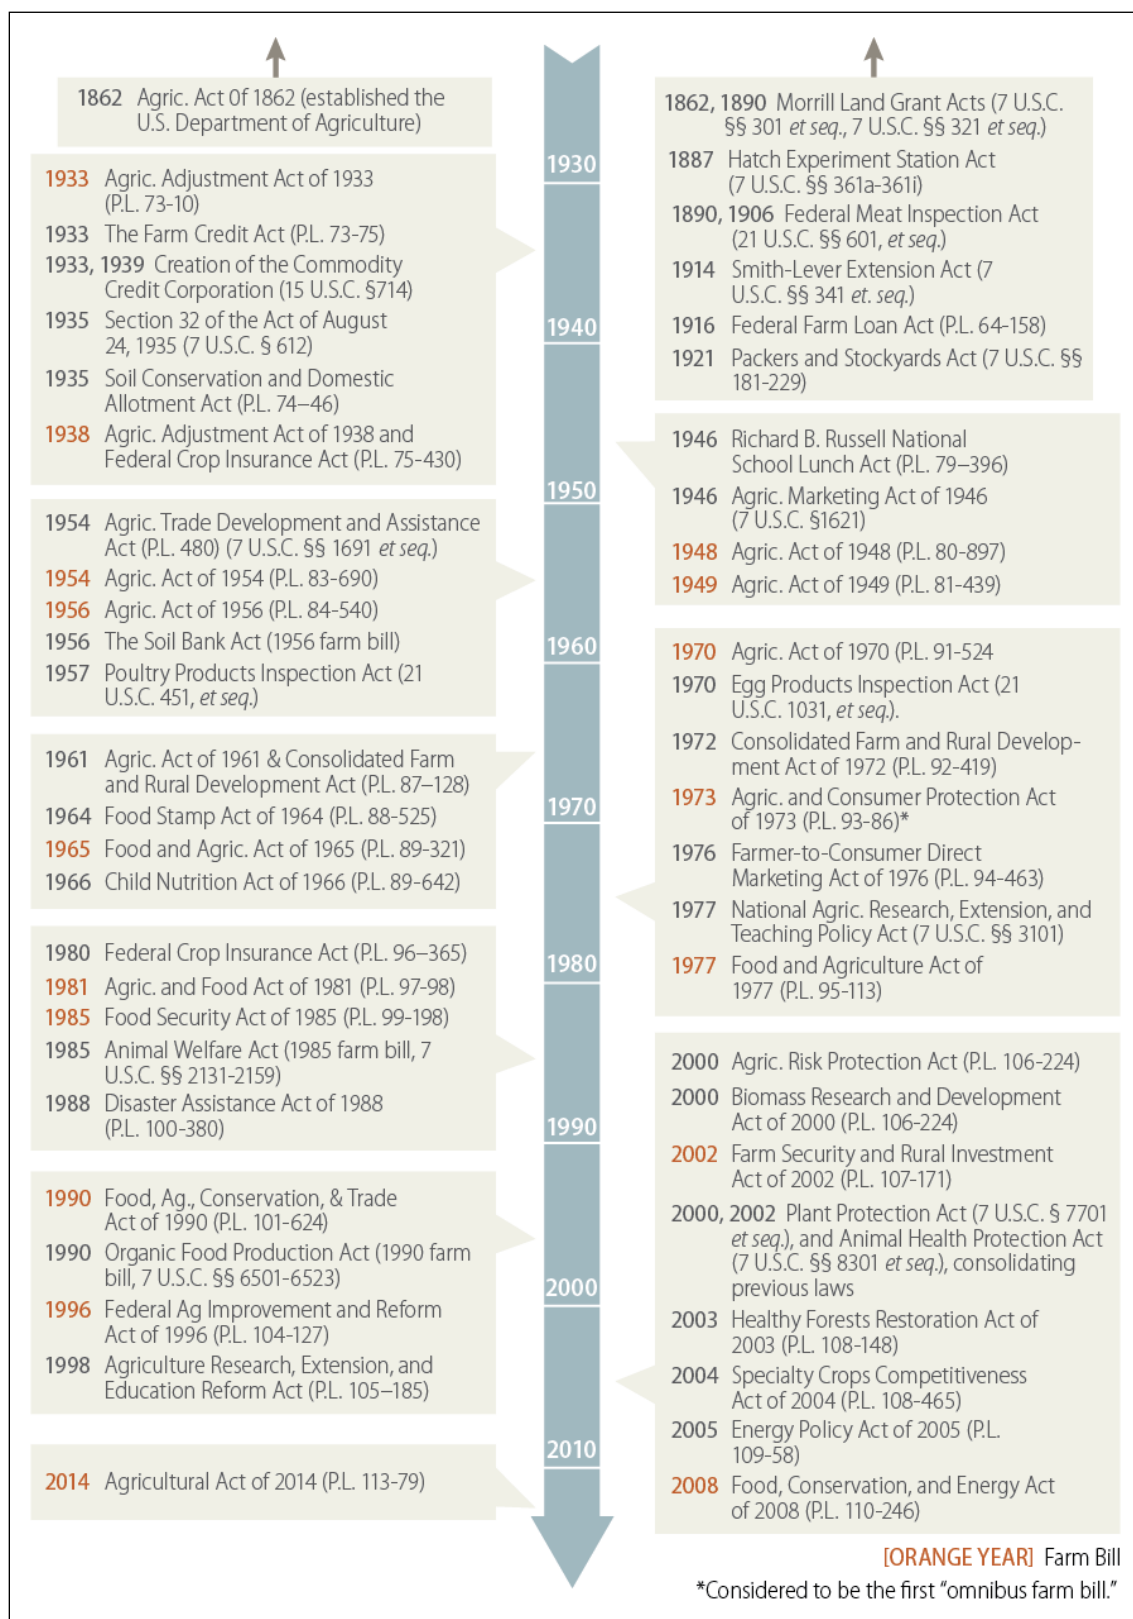 1862 Agric. Act 0f 1862 (established the
U.S. Department of Agriculture)
1933 Agric. Adjustment Act of 1933
(P.L. 73-10)
1933 The Farm Credit Act (P.L. 73-75)
1933, 1939 Creation of the Commodity
Credit Corporation (15 U.S.C. §714)
1935 Section 32 of the Act of August
24, 1935 (7 U.S.C. § 612)
1935 Soil Conservation and Domestic
Allotment Act (P.L. 74–46)
1938 Agric. Adjustment Act of 1938 and
Federal Crop Insurance Act (P.L. 75-430)
1954 Agric. Trade Development and Assistance
Act (P.L. 480) (7 U.S.C. §§ 1691 et seq.)
1954 Agric. Act of 1954 (P.L. 83-690)
1956 Agric. Act of 1956 (P.L. 84-540)
1956 The Soil Bank Act (1956 farm bill)
1957 Poultry Products Inspection Act (21
U.S.C. 451, et seq.)
1961 Agric. Act of 1961 & Consolidated Farm
and Rural Development Act (P.L. 87–128)
1964 Food Stamp Act of 1964 (P.L. 88-525)
1965 Food and Agric. Act of 1965 (P.L. 89-321)
1966 Child Nutrition Act of 1966 (P.L. 89-642)
1980 Federal Crop Insurance Act (P.L. 96–365)
1981 Agric. and Food Act of 1981 (P.L. 97-98)
1985 Food Security Act of 1985 (P.L. 99-198)
1985 Animal Welfare Act (1985 farm bill, 7
U.S.C. §§ 2131-2159)
1988 Disaster Assistance Act of 1988
(P.L. 100-380)
1990 Food, Ag., Conservation, & Trade
Act of 1990 (P.L. 101-624)
1990 Organic Food Production Act (1990 farm
bill, 7 U.S.C. §§ 6501-6523)
1996 Federal Ag Improvement and Reform
Act of 1996 (P.L. 104-127)
1998 Agriculture Research, Extension, and
Education Reform Act (P.L. 105–185)
2014 Agricultural Act of 2014 (P.L. 113-79)
1930
1940
1950
1960
1970
1980
1990
2000
2010
1862, 1890 Morrill Land Grant Acts (7 U.S.C.
§§ 301 et seq., 7 U.S.C. §§ 321 et seq.)
1887 Hatch Experiment Station Act
(7 U.S.C. §§ 361a-361i)
1890, 1906 Federal Meat Inspection Act
(21 U.S.C. §§ 601, et seq.)
1914 Smith-Lever Extension Act (7
U.S.C. §§ 341 et. seq.)
1916 Federal Farm Loan Act (P.L. 64-158)
1921 Packers and Stockyards Act (7 U.S.C. §§
181-229)
1946 Richard B. Russell National
School Lunch Act (P.L. 79–396)
1946 Agric. Marketing Act of 1946
(7 U.S.C. §1621)
1948 Agric. Act of 1948 (P.L. 80-897)
1949 Agric. Act of 1949 (P.L. 81-439)
1970 Agric. Act of 1970 (P.L. 91-524
1970 Egg Products Inspection Act (21
U.S.C. 1031, et seq.).
1972 Consolidated Farm and Rural Develop-
ment Act of 1972 (P.L. 92-419)
1973 Agric. and Consumer Protection Act
of 1973 (P.L. 93-86)*
1976 Farmer-to-Consumer Direct
Marketing Act of 1976 (P.L. 94-463)
1977 National Agric. Research, Extension, and
Teaching Policy Act (7 U.S.C. §§ 3101)
1977 Food and Agriculture Act of
1977 (P.L. 95-113)
2000 Agric. Risk Protection Act (P.L. 106-224)
2000 Biomass Research and Development
Act of 2000 (P.L. 106-224)
2002 Farm Security and Rural Investment
Act of 2002 (P.L. 107-171)
2000, 2002 Plant Protection Act (7 U.S.C. § 7701
et seq.), and Animal Health Protection Act
(7 U.S.C. §§ 8301 et seq.), consolidating
previous laws
2003 Healthy Forests Restoration Act of
2003 (P.L. 108-148)
2004 Specialty Crops Competitiveness
Act of 2004 (P.L. 108-465)
2005 Energy Policy Act of 2005 (P.L.
109-58)
2008 Food, Conservation, and Energy Act
of 2008 (P.L. 110-246)
[ORANGE YEAR] Farm Bill
*Considered to be the first “omnibus farm bill.”